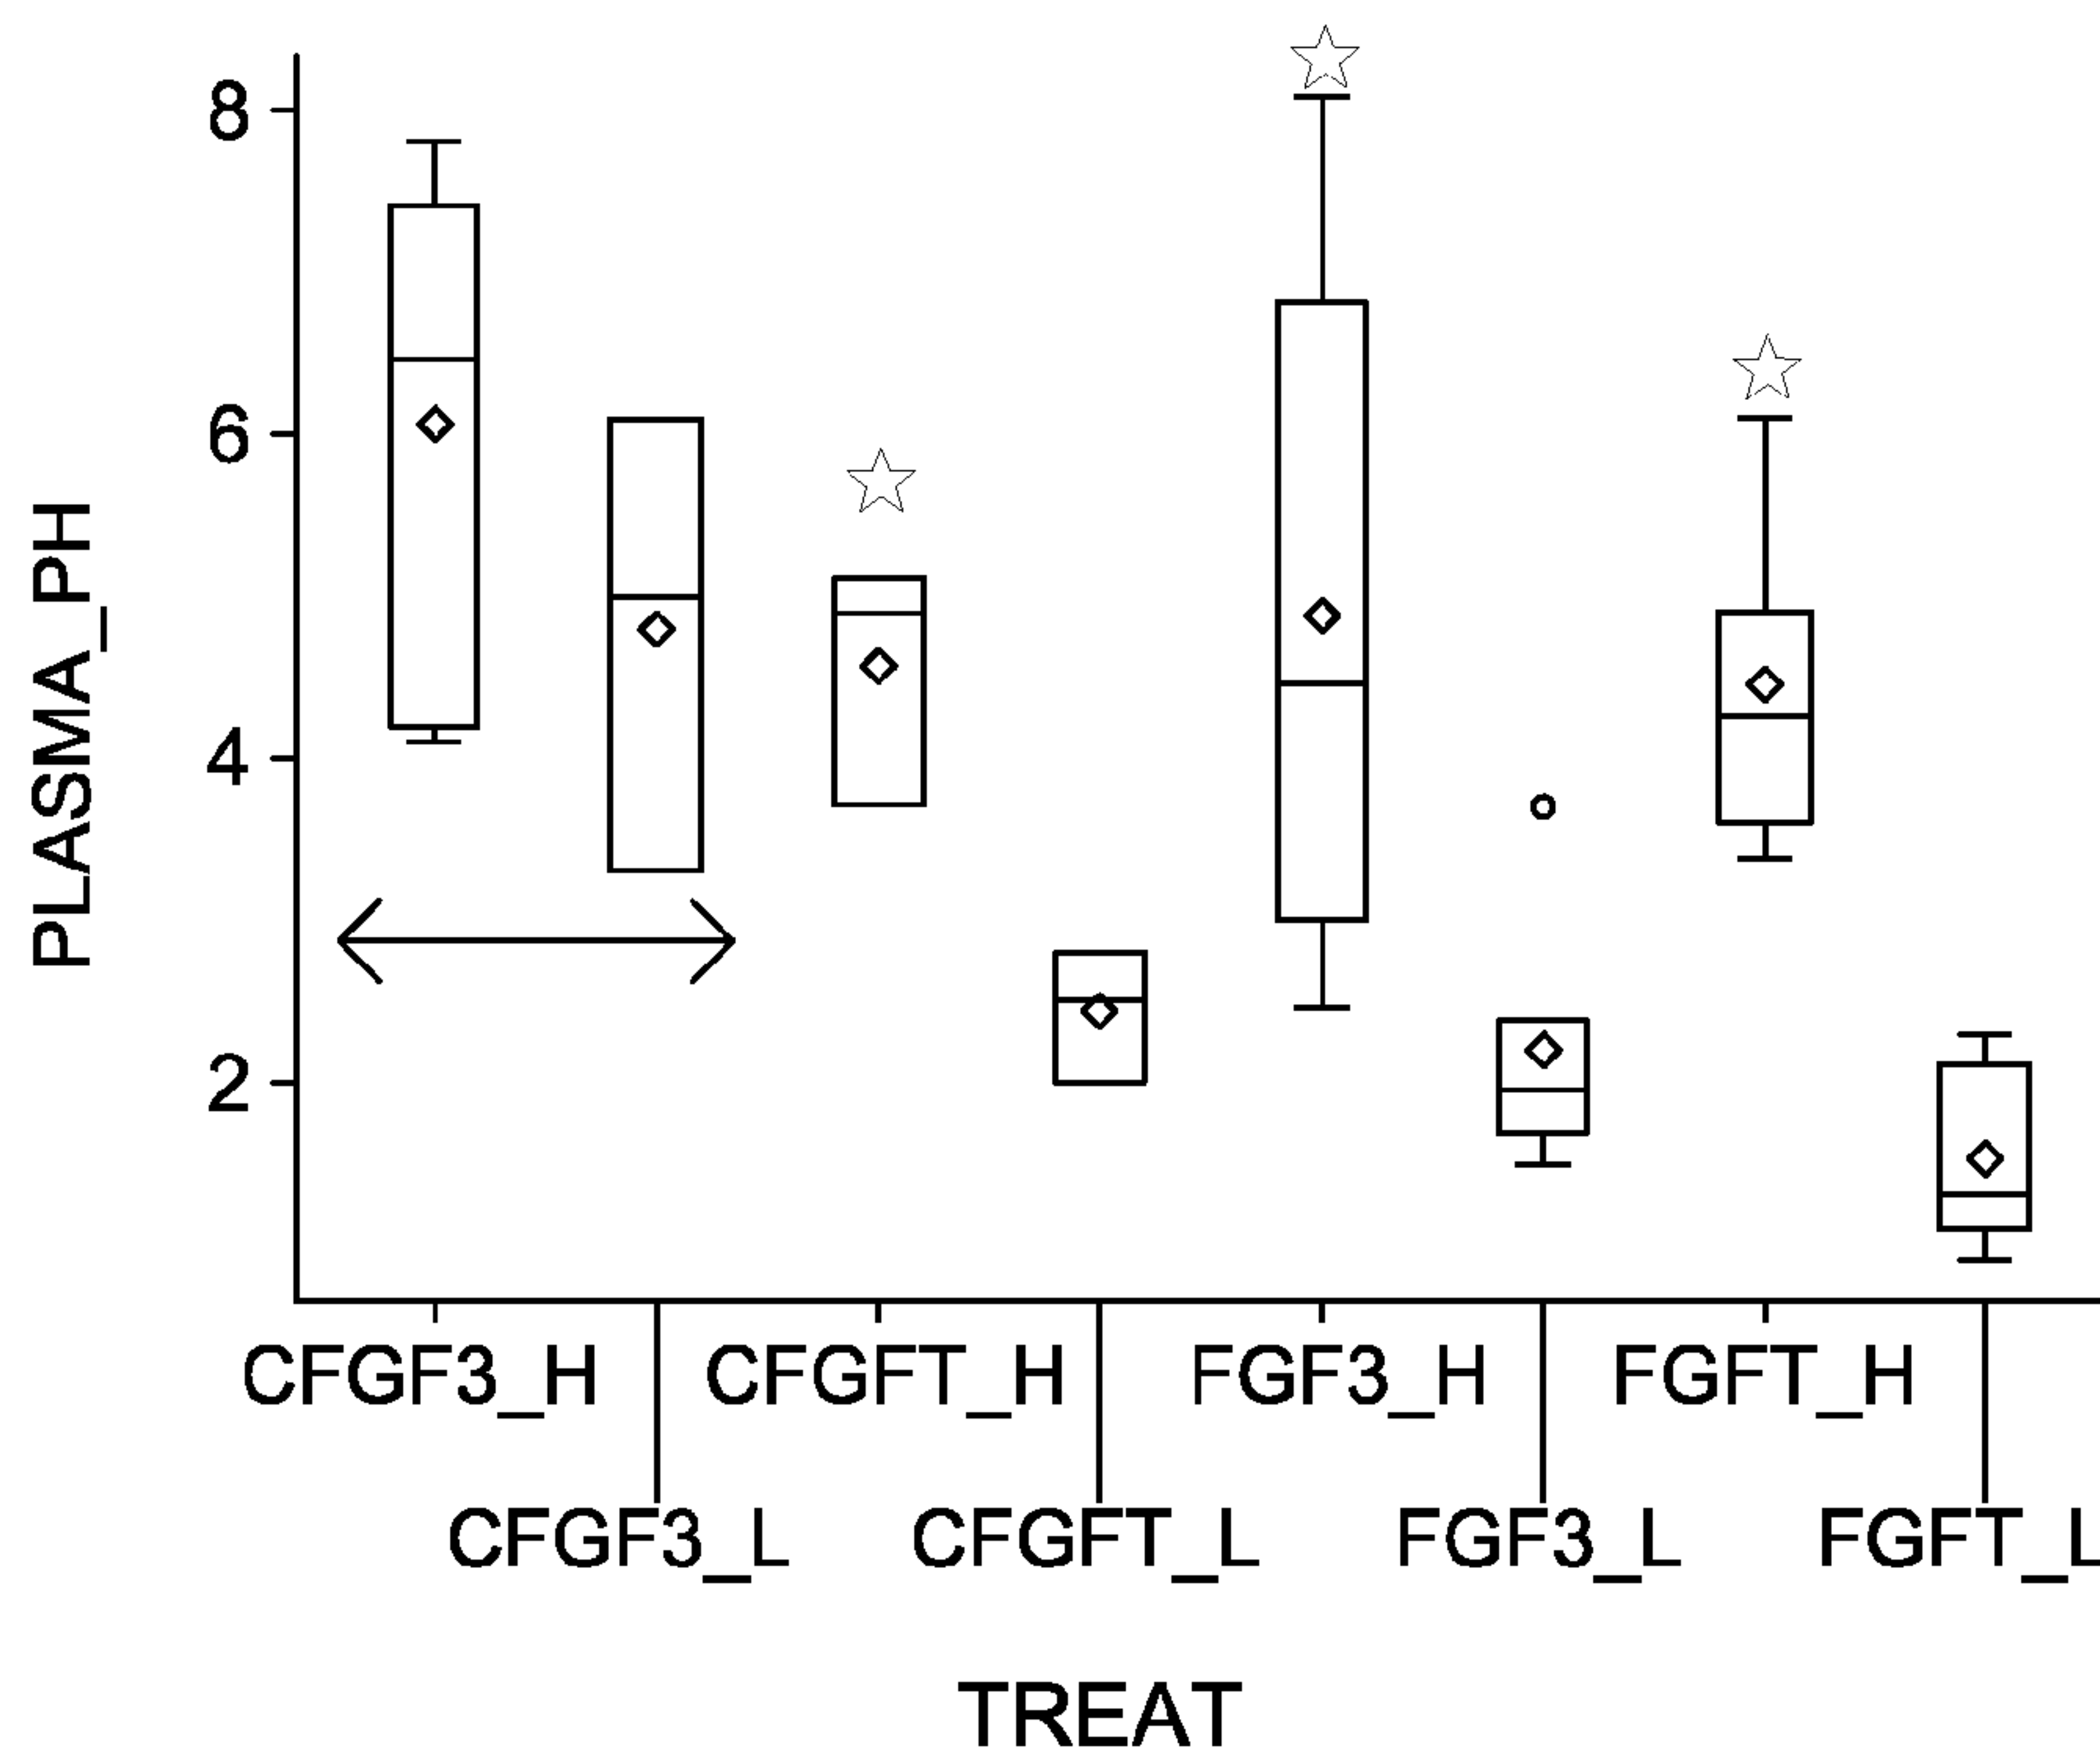 PLASMA_PH
8
6
4
2
CFGF3_H CFGFT_H FGF3_H FGFT_H
CFGF3_L CFGFT_L FGF3_L FGFT_L
TREAT